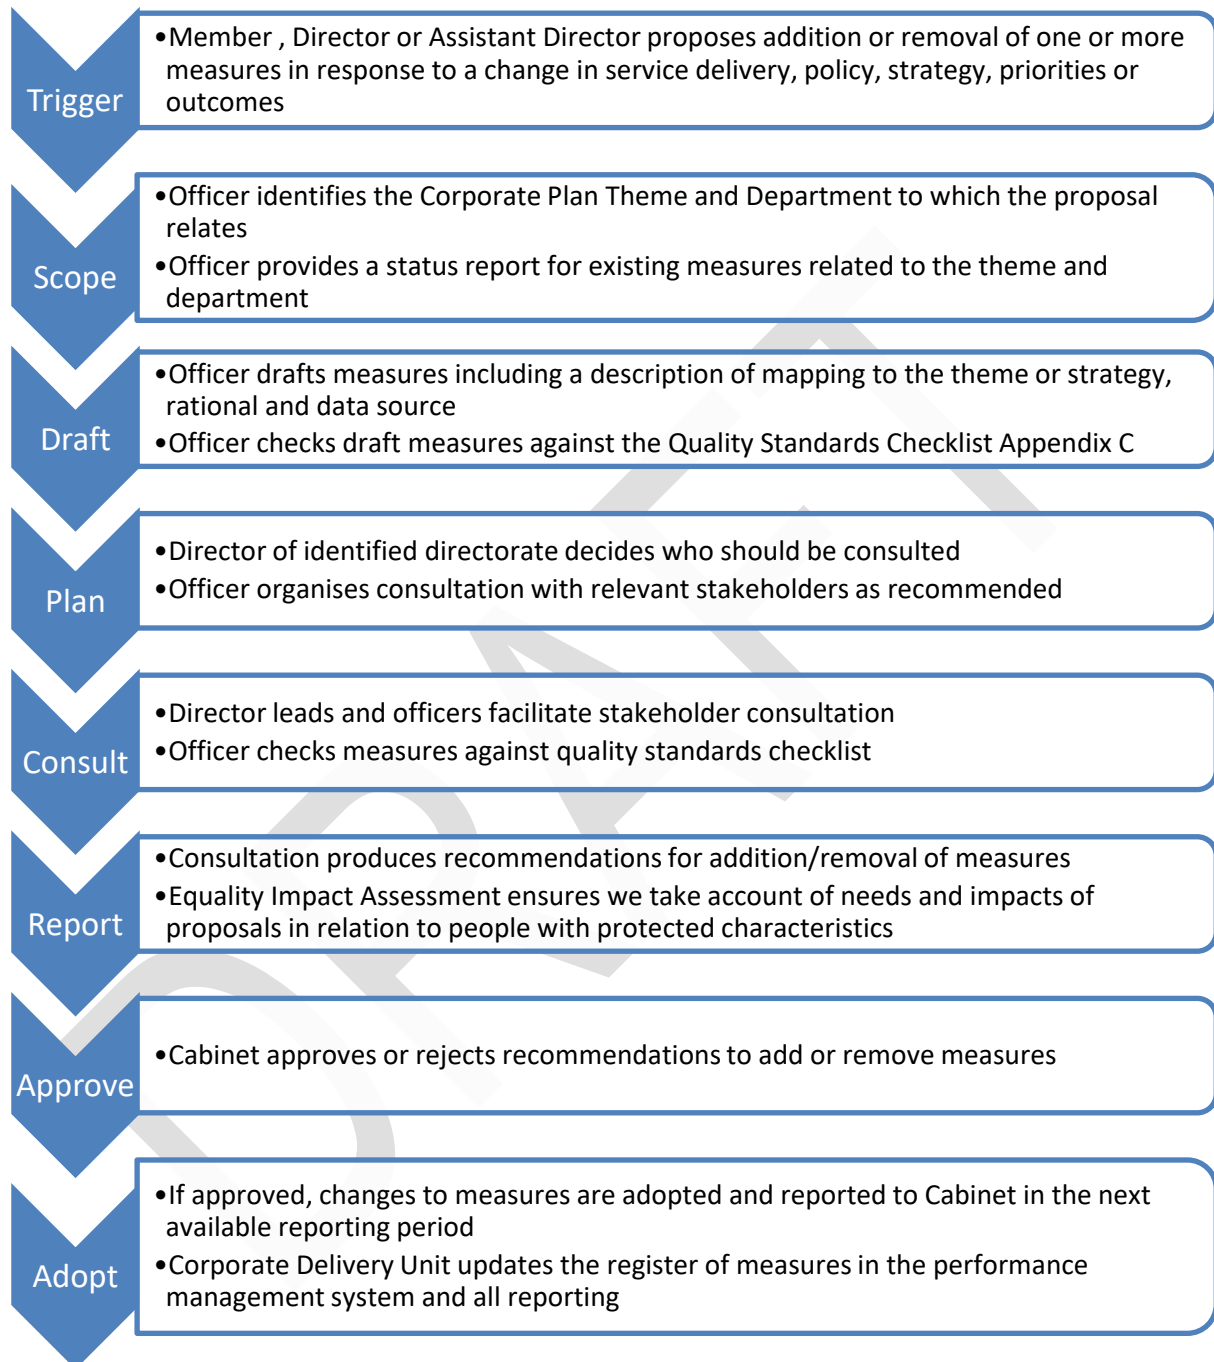 Trigger
•Member , Director or Assistant Director proposes addition or removal of one or more
measures in response to a change in service delivery, policy, strategy, priorities or
outcomes
Scope
•Officer identifies the Corporate Plan Theme and Department to which the proposal
relates
•Officer provides a status report for existing measures related to the theme and
department
Draft
•Officer drafts measures including a description of mapping to the theme or strategy,
rational and data source
•Officer checks draft measures against the Quality Standards Checklist Appendix C
Plan
•Director of identified directorate decides who should be consulted
•Officer organises consultation with relevant stakeholders as recommended
Consult
•Director leads and officers facilitate stakeholder consultation
•Officer checks measures against quality standards checklist
Report
•Consultation produces recommendations for addition/removal of measures
•Equality Impact Assessment ensures we take account of needs and impacts of
proposals in relation to people with protected characteristics
Approve
•Cabinet approves or rejects recommendations to add or remove measures
Adopt
•If approved, changes to measures are adopted and reported to Cabinet in the next
available reporting period
•Corporate Delivery Unit updates the register of measures in the performance
management system and all reporting
DRAFT